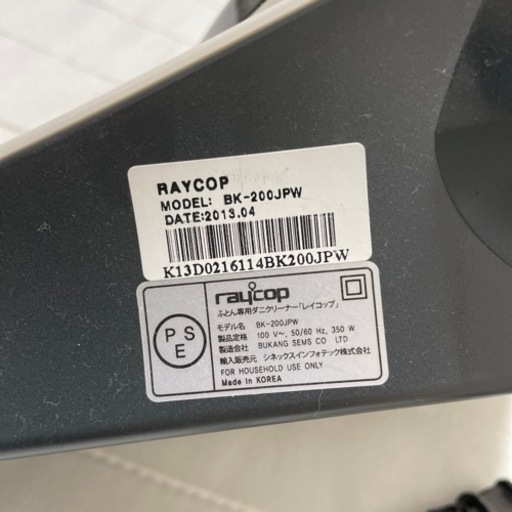 RAYCOP
MODEL: BK-200JPW
DATE:2013.04
K13D0216114BK200JPW
raycop
ふとん専用ダニクリーナー「レイコップ」
モデル名 BK-200JPW
製品定格 100 V~, 50/60 Hz, 350 W
製造会社 BUKANG SEMS CO LTD
輸入販売元 シネックスインフォテック株式会社
FOR HOUSEHOLD USE ONLY
Made in KOREA
P S
E